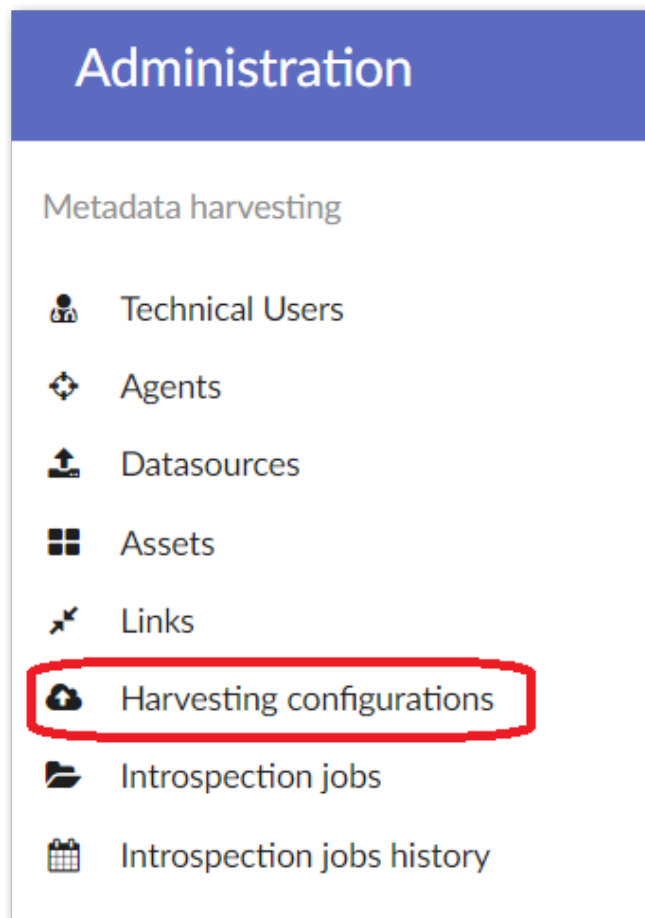 Administration
Metadata harvesting
Technical Users
Agents
Datasources
Assets
Links
Harvesting configurations
Introspection jobs
Introspection jobs history